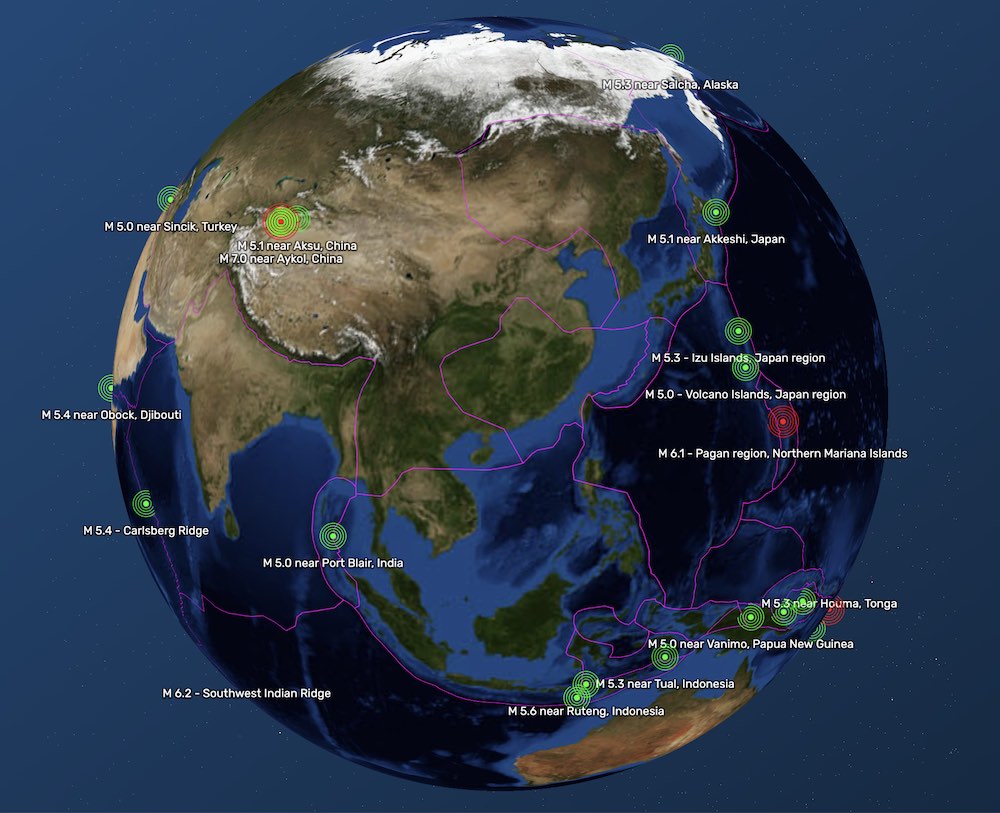 M 5.3 near Salcha, Alaska
M 5.0 near Sincik, Turkey
M 5.1 near Akkeshi, Japan
M 5.1 near Aksu, China
M 7.0 near Aykol, China
M 5.3 - Izu Islands, Japan region
M 5.0 - Volcano Islands, Japan region
M 5.4 near Obock, Djibouti
M 6.1 - Pagan region, Northern Mariana Islands
M 5.4 - Carlsberg Ridge
M 5.0 near Port Blair, India
M 5.3 near Houma, Tonga
M 5.0 near Vanimo, Papua New Guinea
M 5.3 near Tual, Indonesia
M 6.2 - Southwest Indian Ridge
M 5.6 near Ruteng, Indonesia